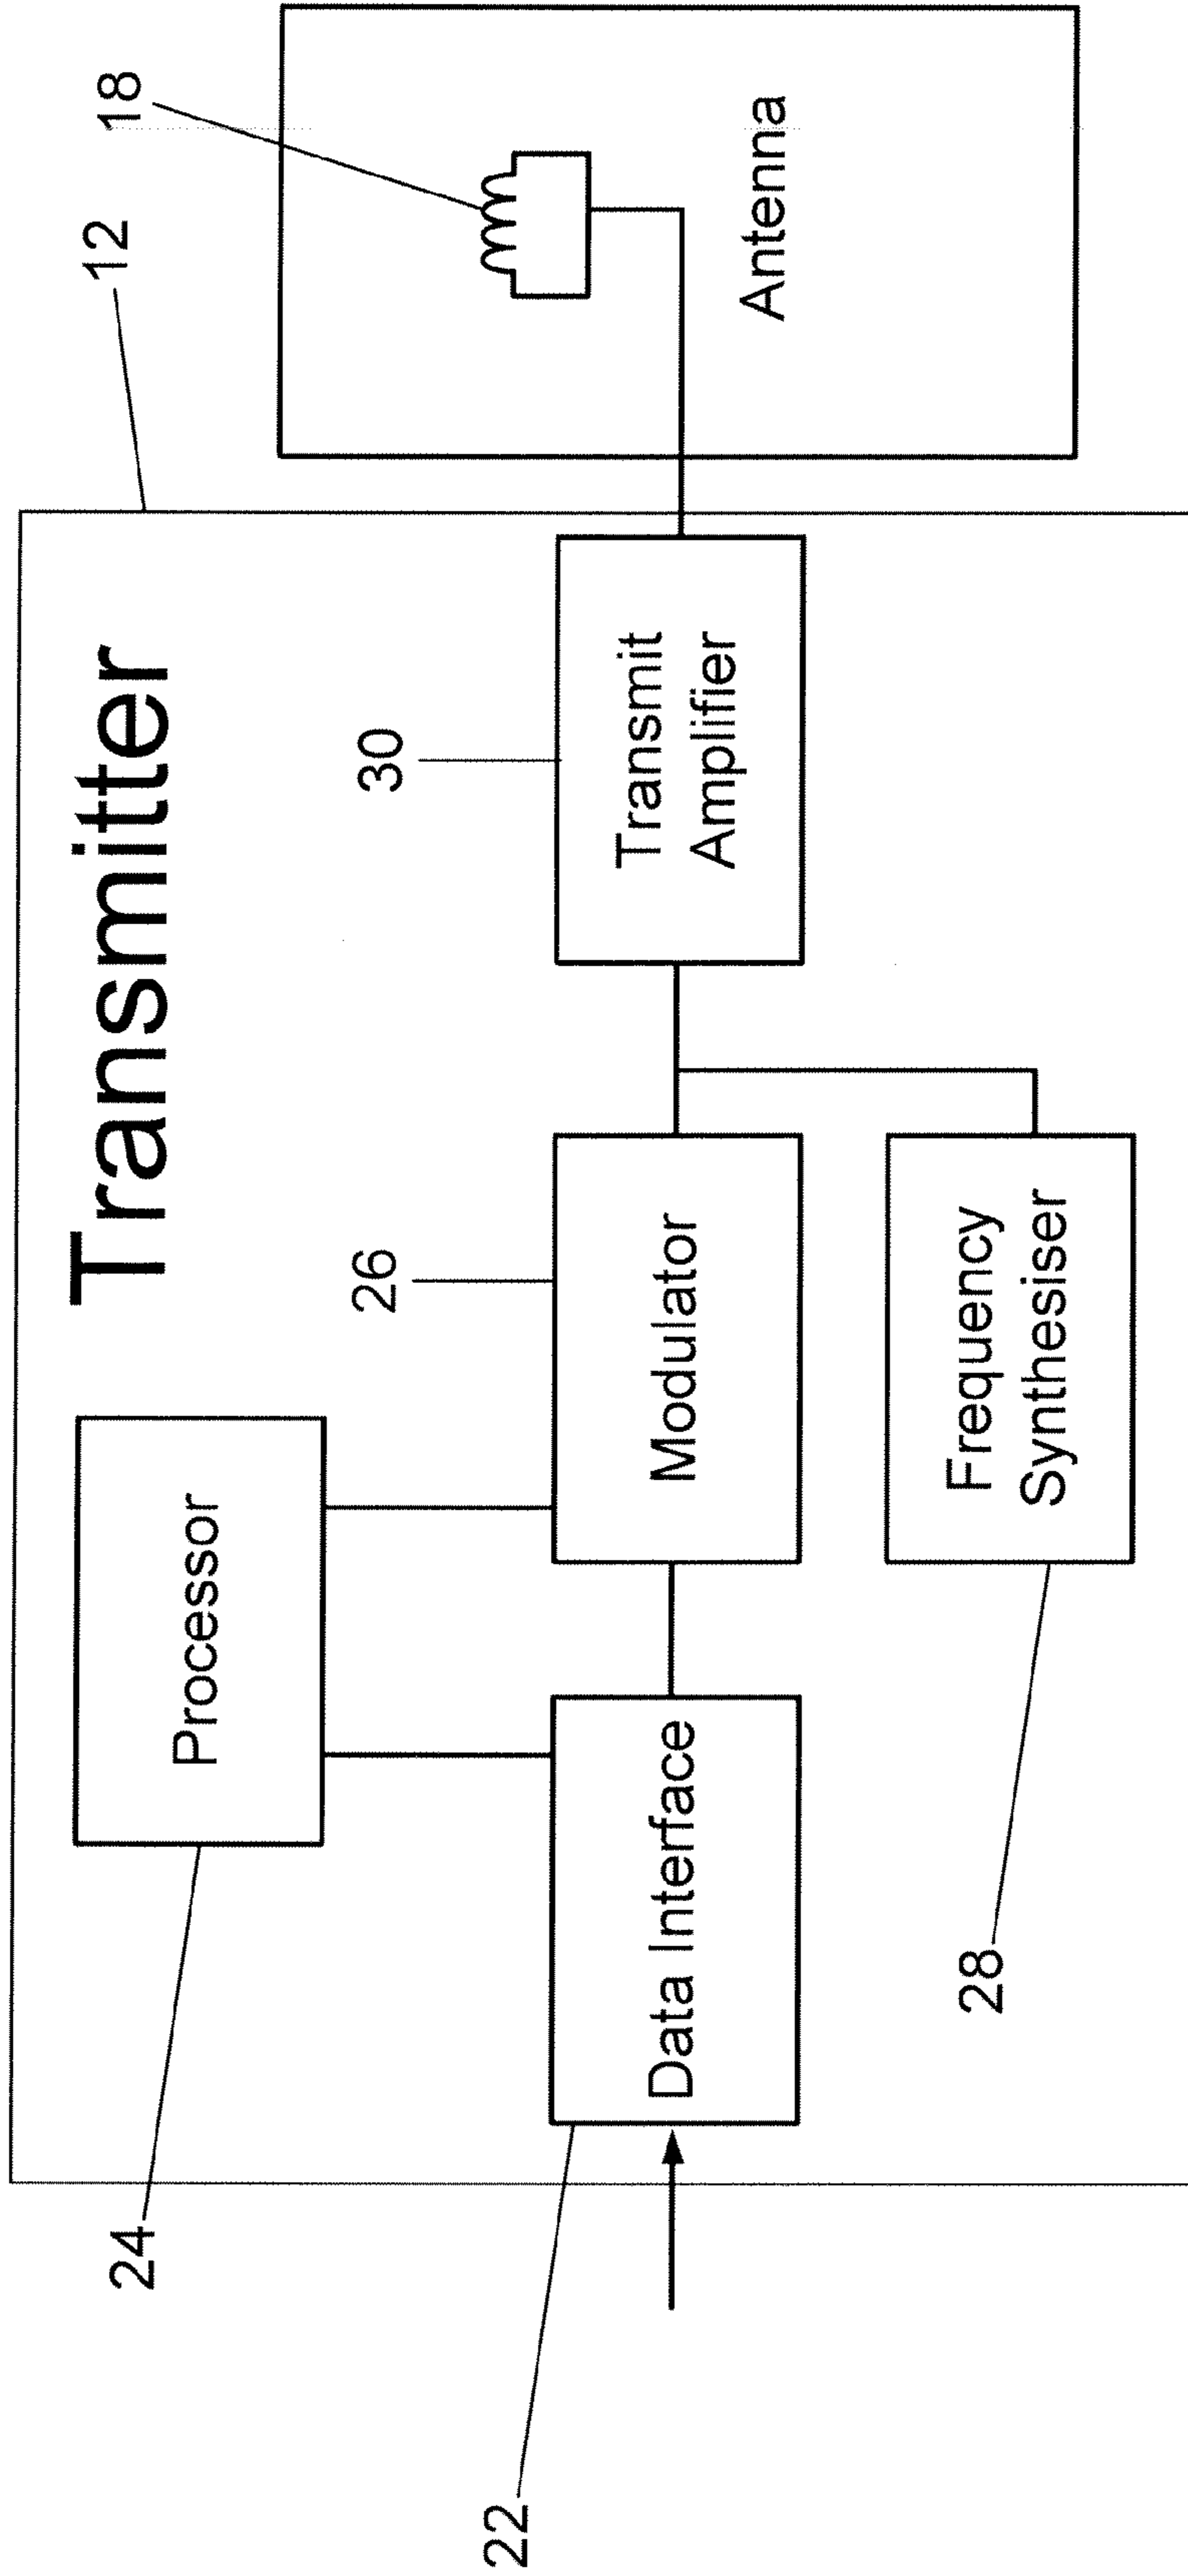 Transmitter
12
18
24
Processor
26
30
22
Data Interface
Modulator
Transmit
Amplifier
Antenna
28
Frequency
Synthesiser